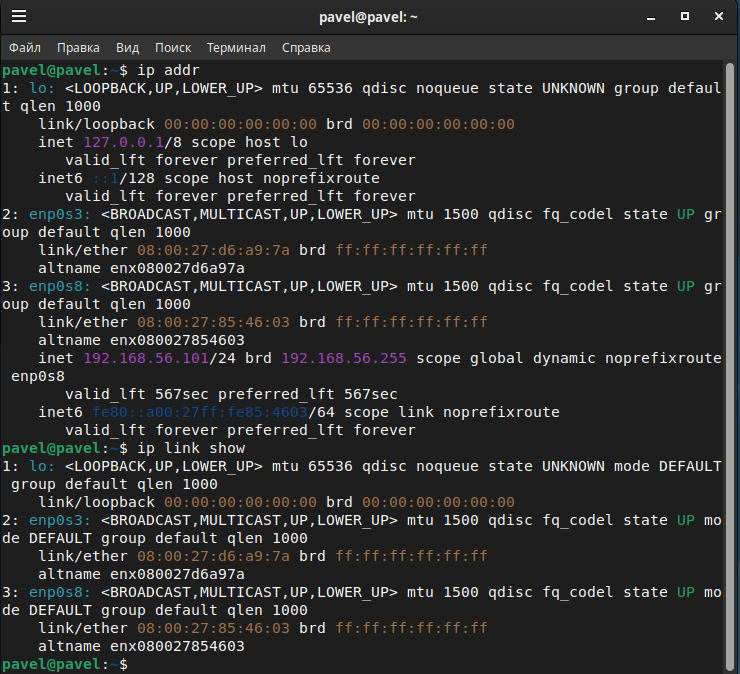 pavel@pavel: ~
Файл Правка Вид Поиск Терминал Справка
pavel@pavel:~$ ip addr
1: lo: <LOOPBACK,UP,LOWER_UP> mtu 65536 qdisc noqueue state UNKNOWN group defaul
t qlen 1000
    link/loopback 00:00:00:00:00:00 brd 00:00:00:00:00:00
    inet 127.0.0.1/8 scope host lo
       valid_lft forever preferred_lft forever
    inet6 ::1/128 scope host noprefixroute
       valid_lft forever preferred_lft forever
2: enp0s3: <BROADCAST,MULTICAST,UP,LOWER_UP> mtu 1500 qdisc fq_codel state UP gr
oup default qlen 1000
    link/ether 08:00:27:d6:a9:7a brd ff:ff:ff:ff:ff:ff
    altname enx080027d6a97a
3: enp0s8: <BROADCAST,MULTICAST,UP,LOWER_UP> mtu 1500 qdisc fq_codel state UP gr
oup default qlen 1000
    link/ether 08:00:27:85:46:03 brd ff:ff:ff:ff:ff:ff
    altname enx080027854603
    inet 192.168.56.101/24 brd 192.168.56.255 scope global dynamic noprefixroute
 enp0s8
       valid_lft 567sec preferred_lft 567sec
    inet6 fe80::a00:27ff:fe85:4603/64 scope link noprefixroute
       valid_lft forever preferred_lft forever
pavel@pavel:~$ ip link show
1: lo: <LOOPBACK,UP,LOWER_UP> mtu 65536 qdisc noqueue state UNKNOWN mode DEFAULT
 group default qlen 1000
    link/loopback 00:00:00:00:00:00 brd 00:00:00:00:00:00
2: enp0s3: <BROADCAST,MULTICAST,UP,LOWER_UP> mtu 1500 qdisc fq_codel state UP mo
de DEFAULT group default qlen 1000
    link/ether 08:00:27:d6:a9:7a brd ff:ff:ff:ff:ff:ff
    altname enx080027d6a97a
3: enp0s8: <BROADCAST,MULTICAST,UP,LOWER_UP> mtu 1500 qdisc fq_codel state UP mo
de DEFAULT group default qlen 1000
    link/ether 08:00:27:85:46:03 brd ff:ff:ff:ff:ff:ff
    altname enx080027854603
pavel@pavel:~$